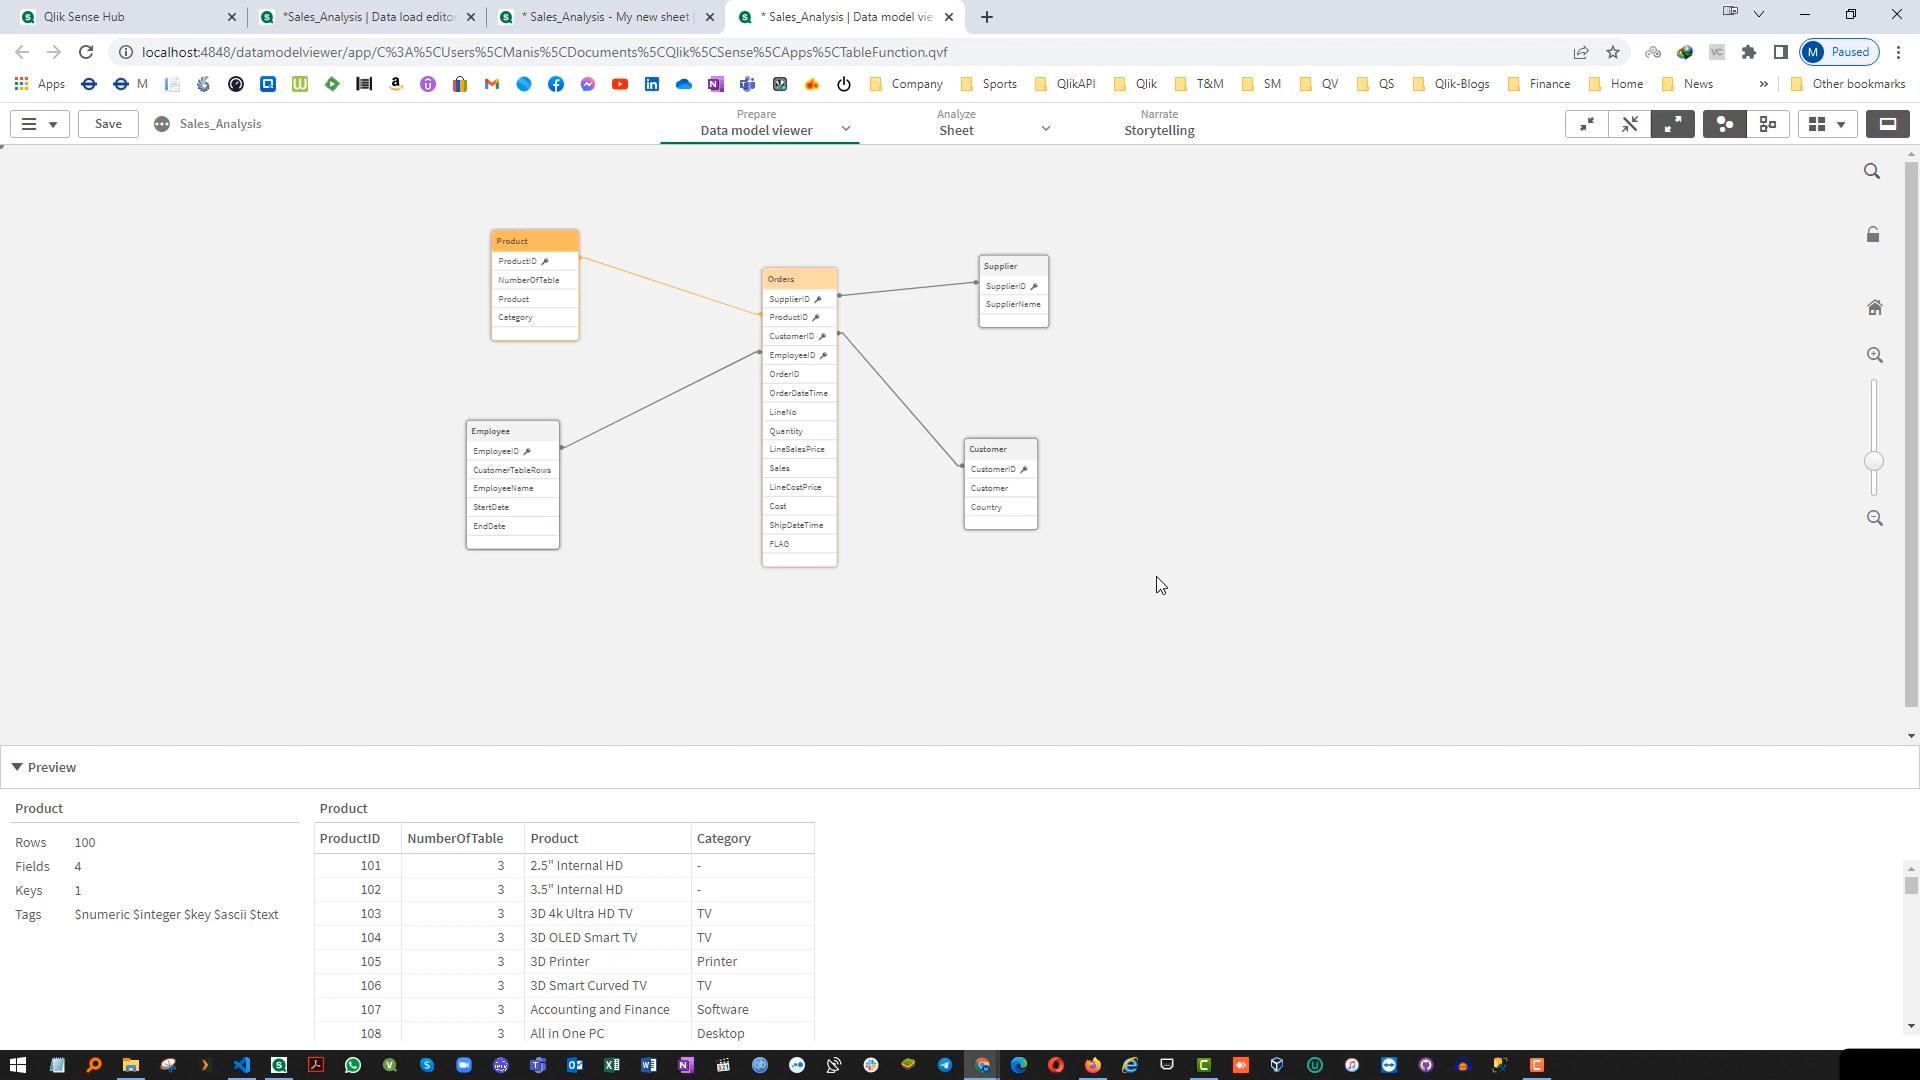 Qlik Sense Hub
*Sales_Analysis | Data load editor
* Sales_Analysis - My new sheet
* Sales_Analysis | Data model vie
localhost:4848/datamodelviewer/app/C%3A%5CUsers%5CManis%5CDocuments%5CQlik%5CSense%5CApps%5CTableFunction.qvf
VC
M
Paused
Apps
M
Company
Sports
QlikAPI
Qlik
T&M
SM
QV
QS
Qlik-Blogs
Finance
Home
News
»
Other bookmarks
Save
Sales_Analysis
Prepare
Data model viewer
Analyze
Sheet
Narrate
Storytelling
Product
ProductID
NumberOfTable
Product
Category
Orders
SupplierID
ProductID
CustomerID
EmployeeID
OrderID
OrderDateTime
LineNo
Quantity
LineSalesPrice
Sales
LineCostPrice
Cost
ShipDateTime
FLAG
Supplier
SupplierID
SupplierName
Employee
EmployeeID
CustomerTableRows
EmployeeName
StartDate
EndDate
Customer
CustomerID
Customer
Country
Preview
Product
Rows 100
Fields 4
Keys 1
Tags $numeric $integer $key $ascii $text
Product
ProductID NumberOfTable Product Category
101 3 2.5" Internal HD -
102 3 3.5" Internal HD -
103 3 3D 4k Ultra HD TV TV
104 3 3D OLED Smart TV TV
105 3 3D Printer Printer
106 3 3D Smart Curved TV TV
107 3 Accounting and Finance Software
108 3 All in One PC Desktop